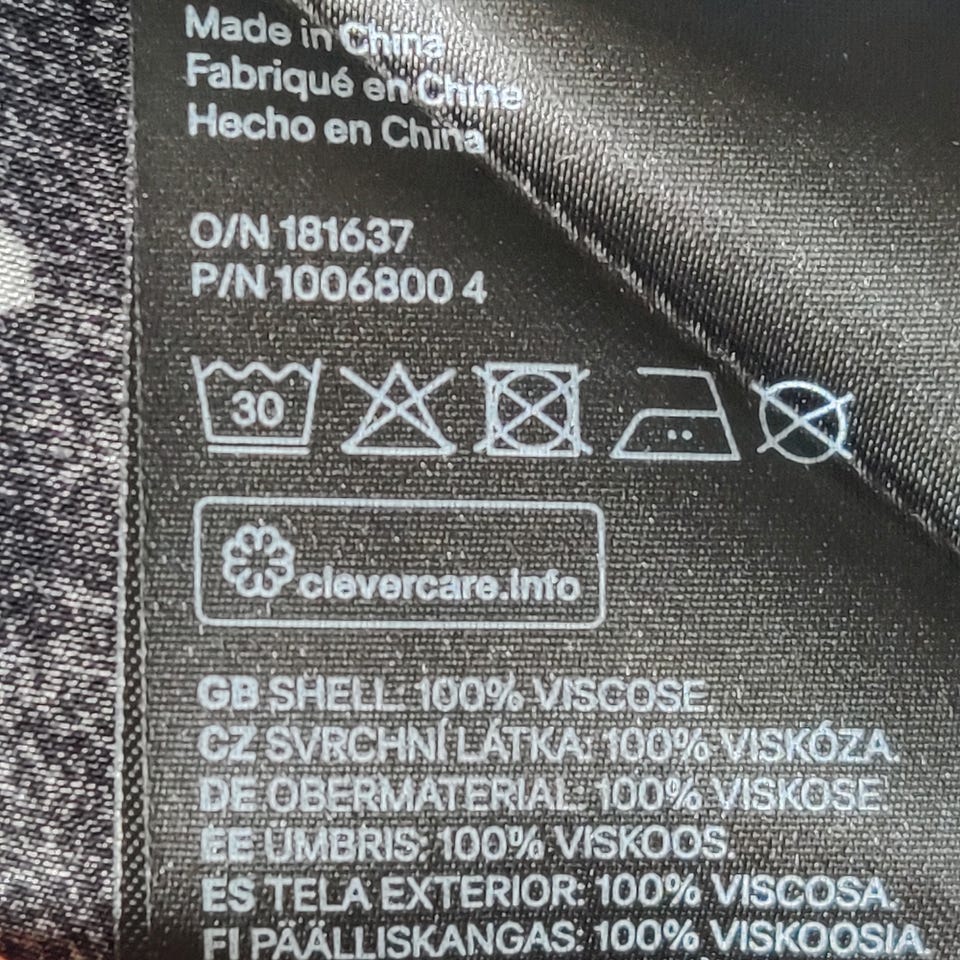 Made in China
Fabriqué en Chine
Hecho en China
O/N 181637
P/N 1006800 4
30
clevercare.info
GB SHELL: 100% VISCOSE.
CZ SVRCHNÍ LÁTKA: 100% VISKÓZA.
DE OBERMATERIAL: 100% VISKOSE.
EE UMBRIS: 100% VISKOOS.
ES TELA EXTERIOR: 100% VISCOSA.
FI PÄÄLLISKANGAS: 100% VISKOOSIA.